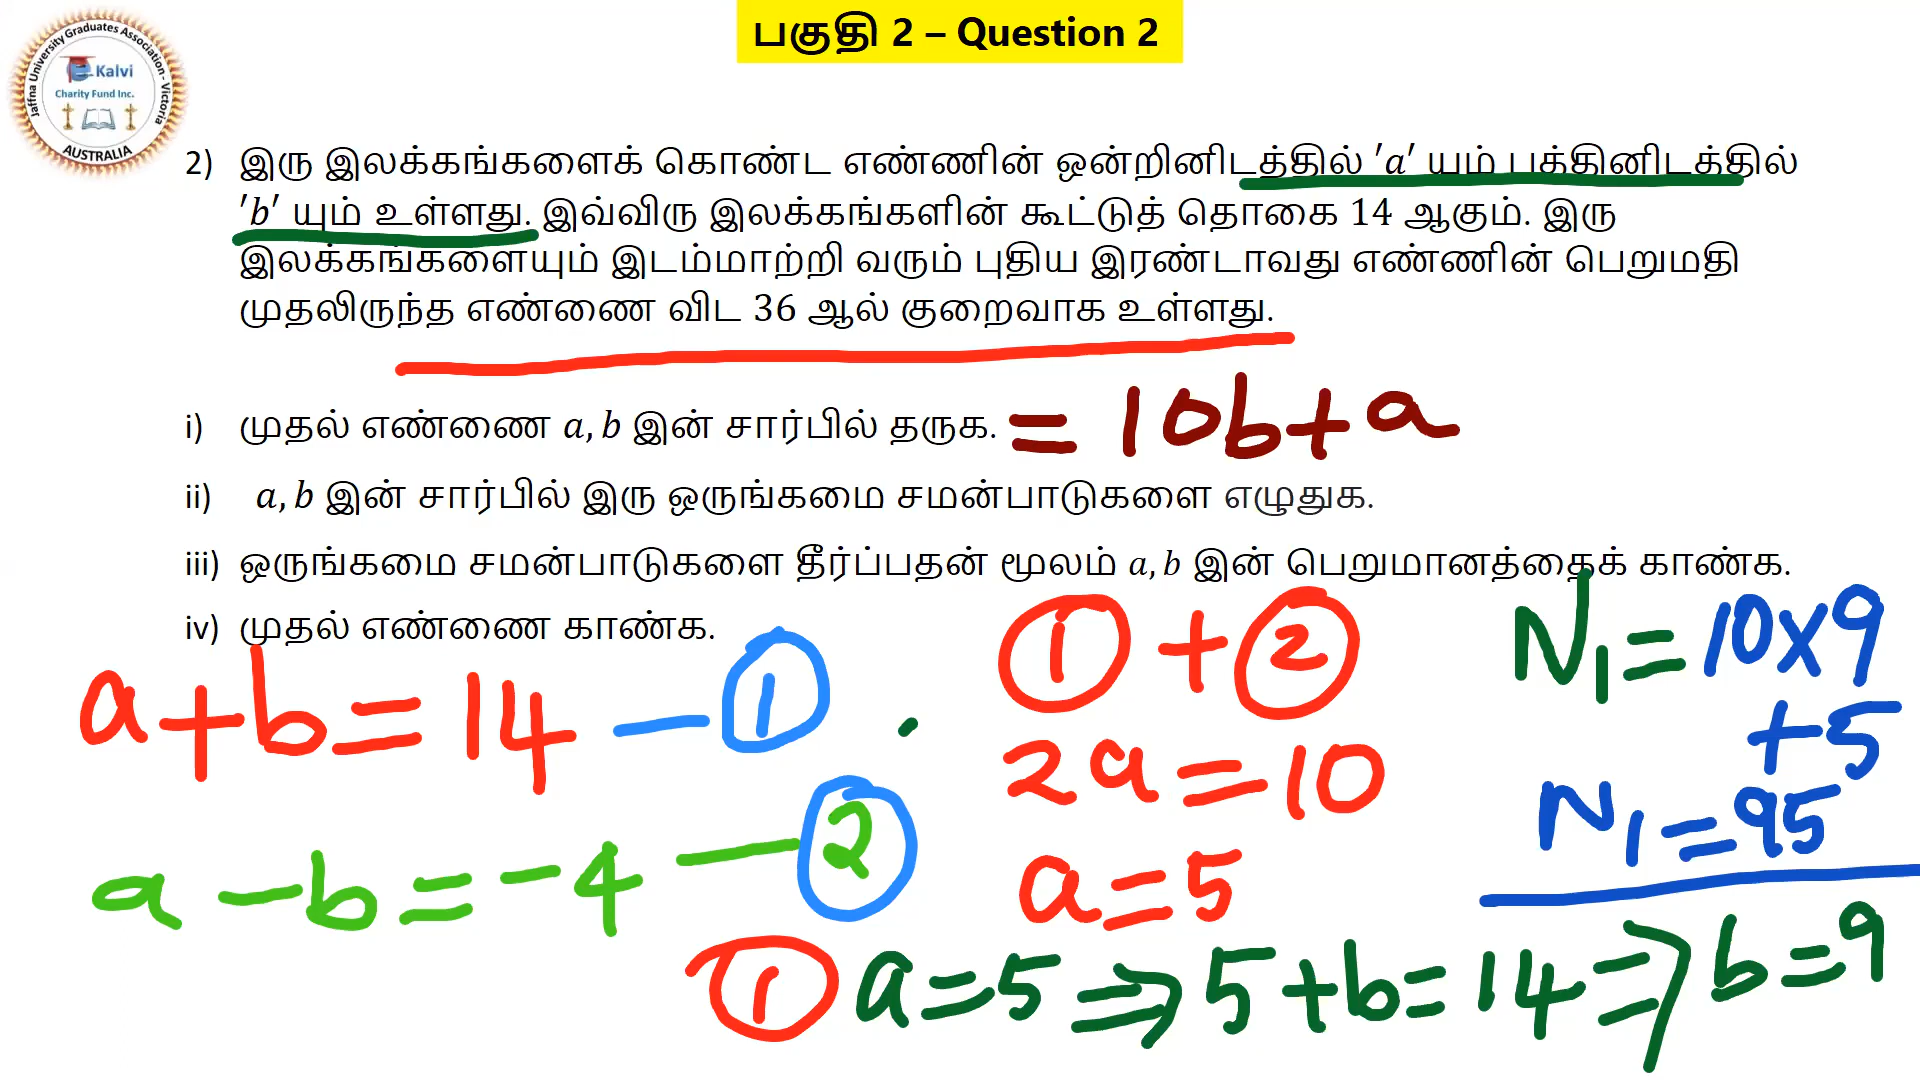 பகுதி 2 – Question 2
Jaffna University Graduates Association - Victoria
Kalvi
Charity Fund Inc.
AUSTRALIA
2) இரு இலக்கங்களைக் கொண்ட எண்ணின் ஒன்றினிடத்தில் 'a' யும் பத்தினிடத்தில்
'b' யும் உள்ளது. இவ்விரு இலக்கங்களின் கூட்டுத் தொகை 14 ஆகும். இரு
இலக்கங்களையும் இடம்மாற்றி வரும் புதிய இரண்டாவது எண்ணின் பெறுமதி
முதலிருந்த எண்ணை விட 36 ஆல் குறைவாக உள்ளது.
i) முதல் எண்ணை a, b இன் சார்பில் தருக. = 10b+a
ii) a, b இன் சார்பில் இரு ஒருங்கமை சமன்பாடுகளை எழுதுக.
iii) ஒருங்கமை சமன்பாடுகளை தீர்ப்பதன் மூலம் a, b இன் பெறுமானத்தைக் காண்க.
iv) முதல் எண்ணை காண்க.
a+b=14 — 1
a-b=-4 — 2
1 + 2
2a=10
a=5
N1=10x9
+5
N1=95
1 a=5 ⇒ 5+b=14 ⇒ b=9